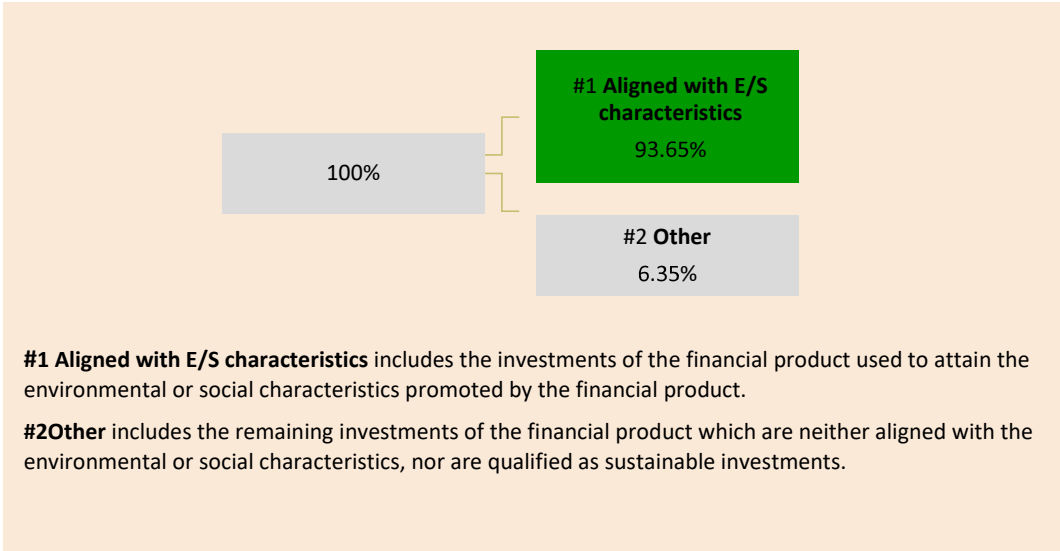 #1 Aligned with E/S
characteristics
93.65%
100%
#2 Other
6.35%
#1 Aligned with E/S characteristics includes the investments of the financial product used to attain the
environmental or social characteristics promoted by the financial product.
#2Other includes the remaining investments of the financial product which are neither aligned with the
environmental or social characteristics, nor are qualified as sustainable investments.